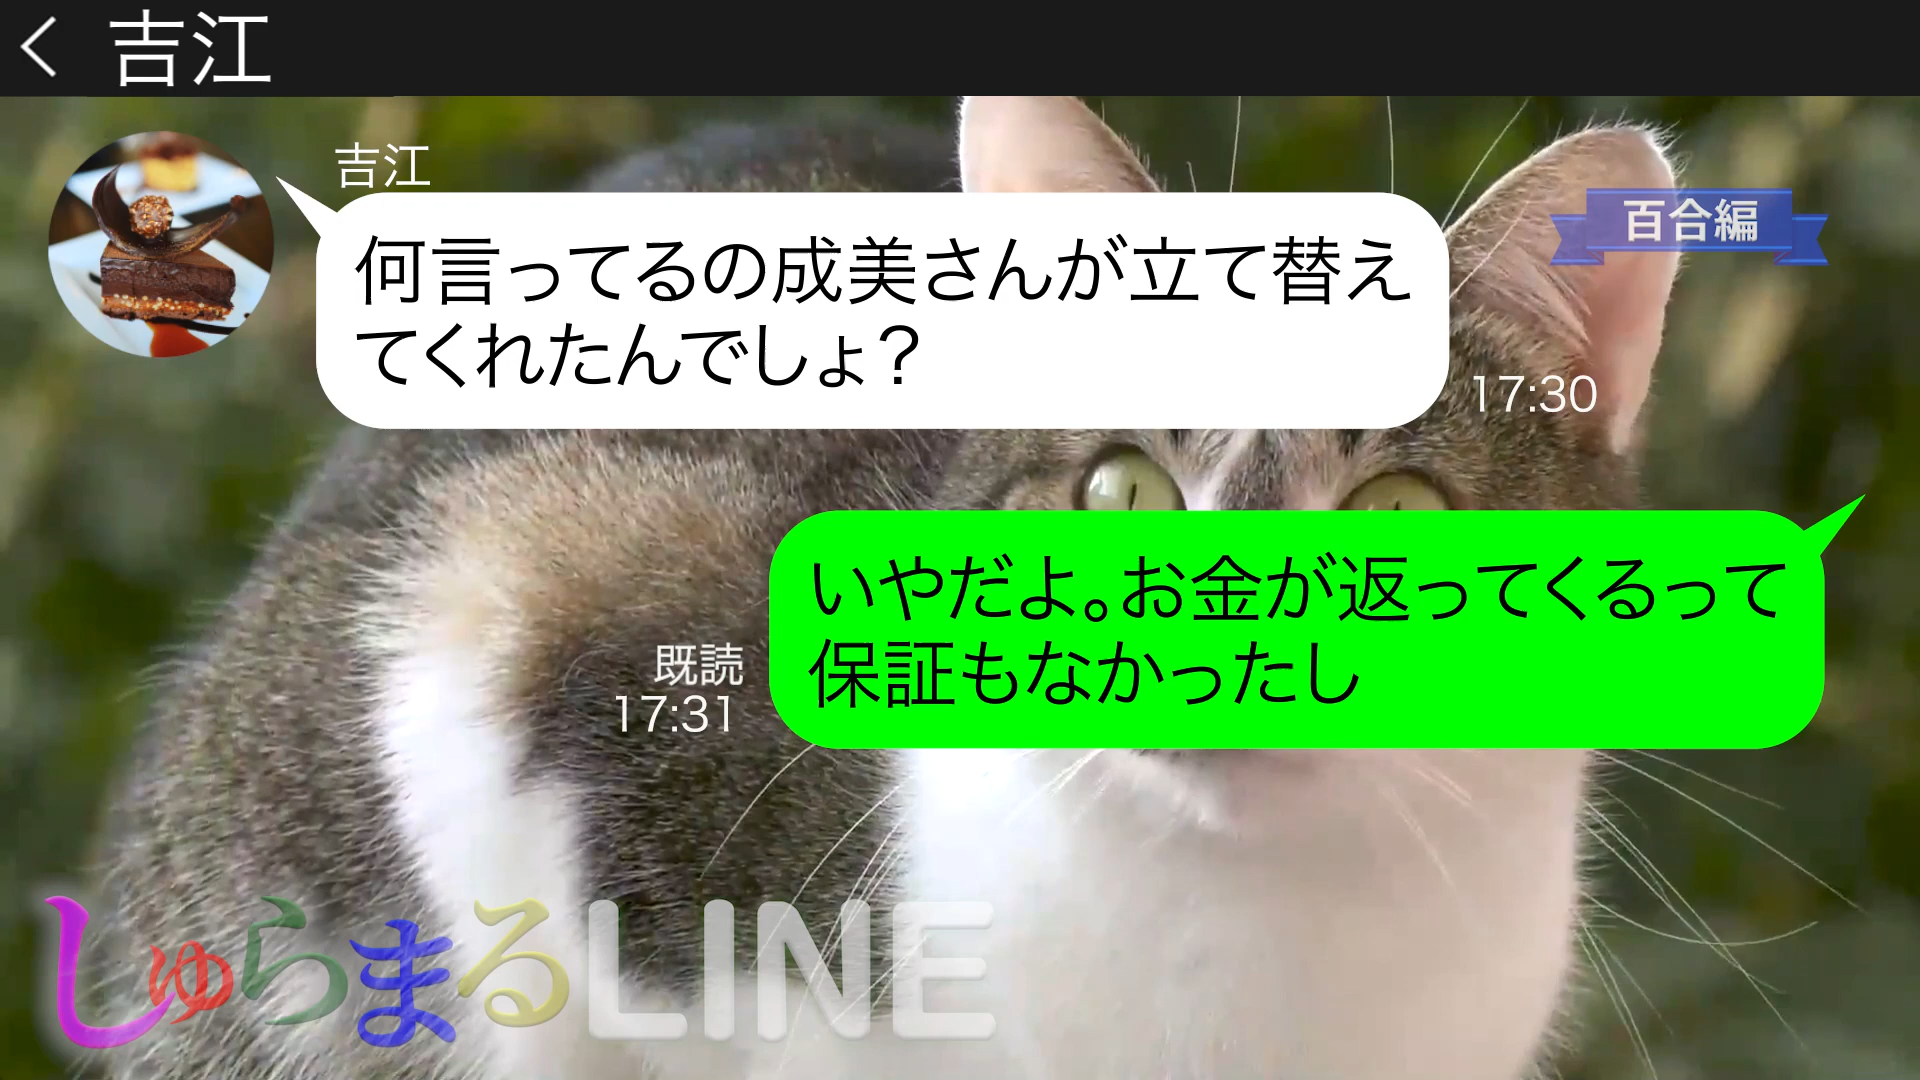 吉江
吉江
百合編
何言ってるの成美さんが立て替え
てくれたんでしょ?
17:30
いやだよ。お金が返ってくるって
保証もなかったし
既読
17:31
しゅらまるLINE